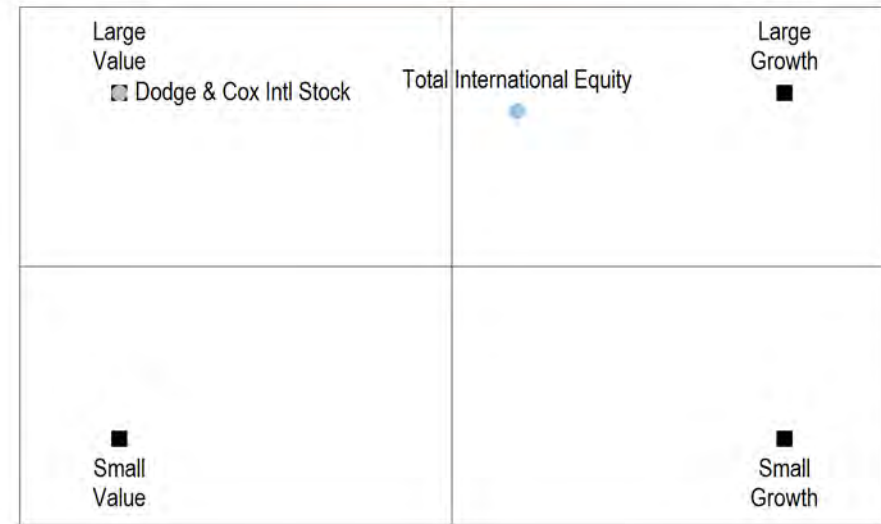 Large
Value
Large
Growth
Dodge & Cox Intl Stock
Total International Equity
Small
Value
Small
Growth